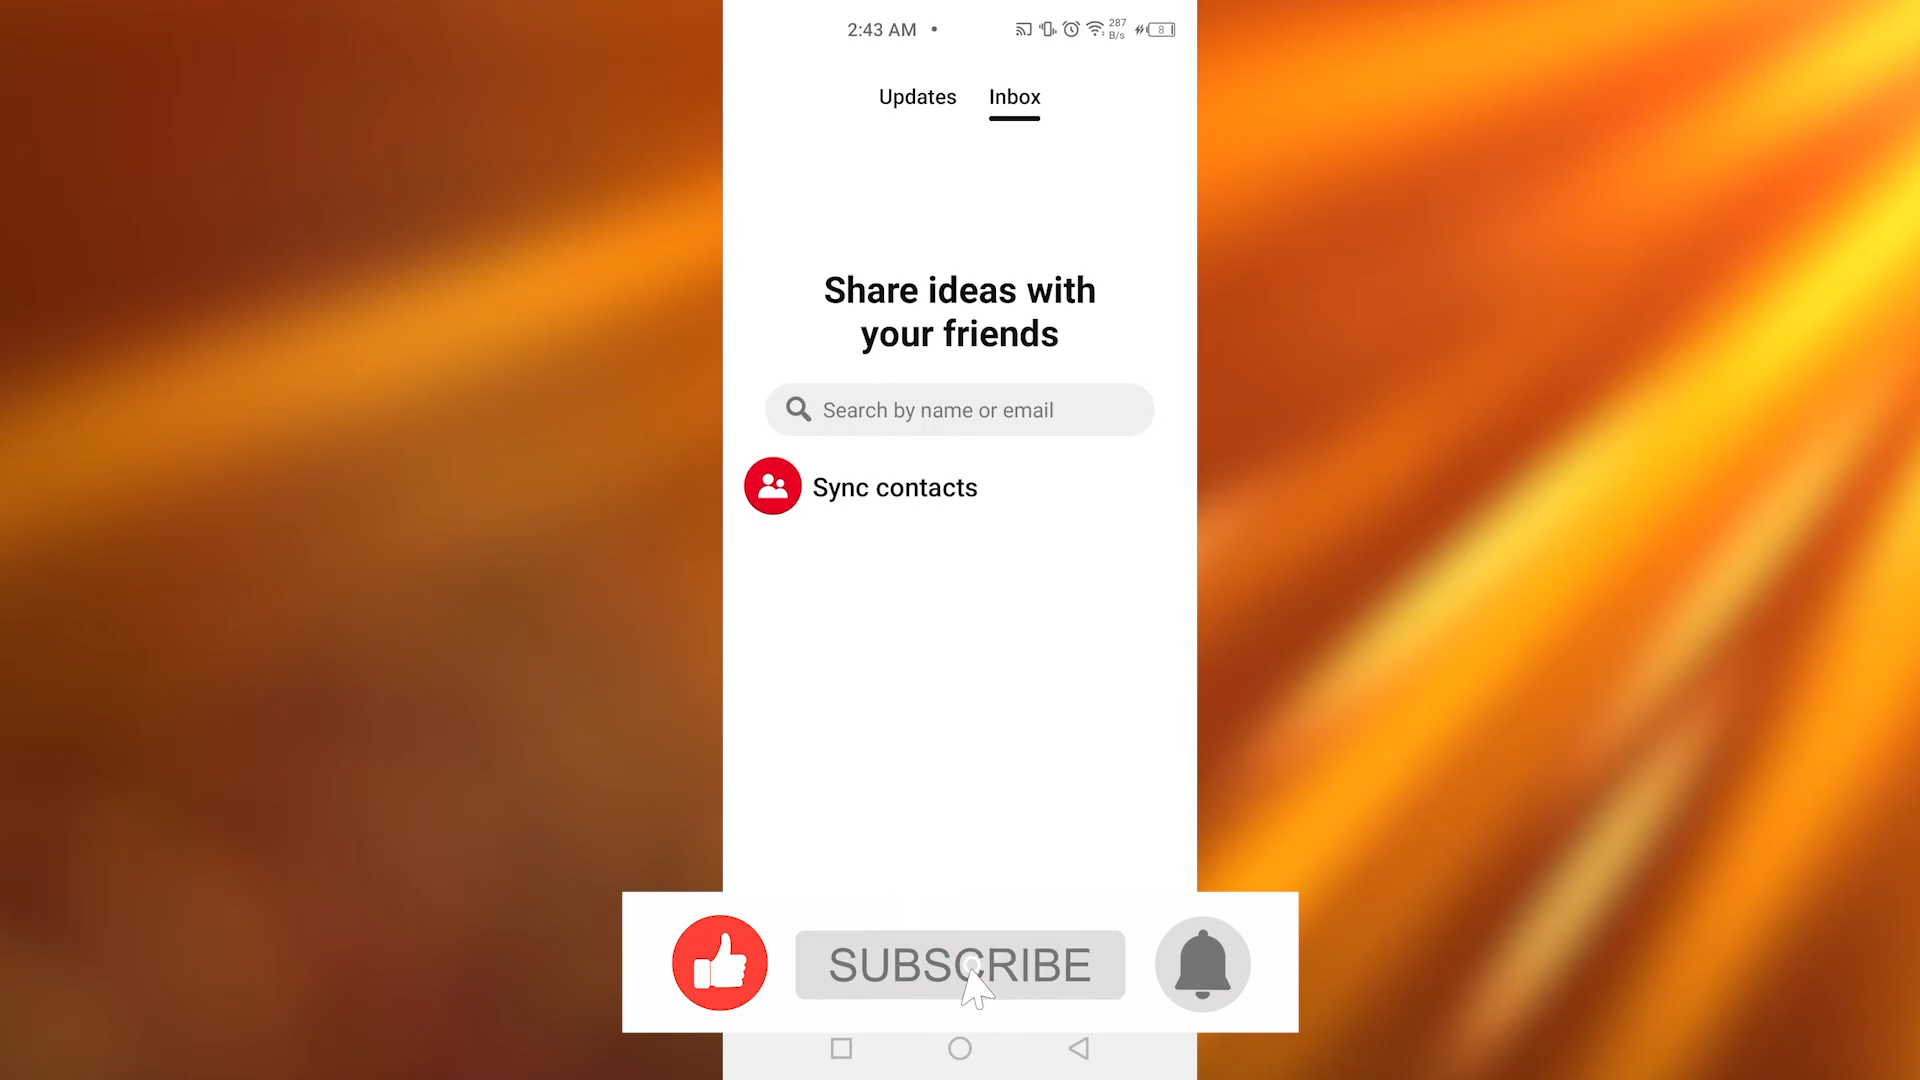 2:43 AM
287
B/s
8
Updates Inbox
Share ideas with
your friends
Search by name or email
Sync contacts
SUBSCRIBE